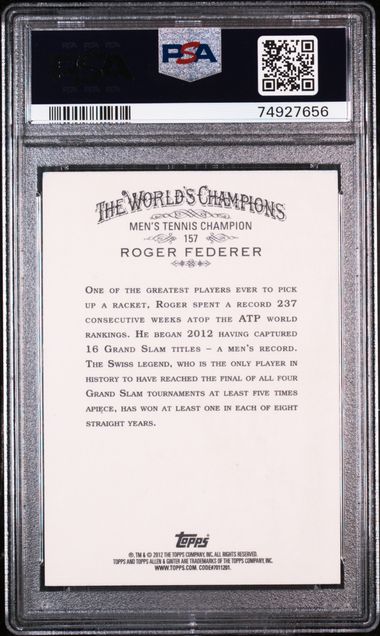 PSA
PSA
74927656
THE WORLD'S CHAMPIONS
MEN'S TENNIS CHAMPION
157
ROGER FEDERER
ONE OF THE GREATEST PLAYERS EVER TO PICK
UP A RACKET, ROGER SPENT A RECORD 237
CONSECUTIVE WEEKS ATOP THE ATP WORLD
RANKINGS. HE BEGAN 2012 HAVING CAPTURED
16 GRAND SLAM TITLES – A MEN'S RECORD.
THE SWISS LEGEND, WHO IS THE ONLY PLAYER IN
HISTORY TO HAVE REACHED THE FINAL OF ALL FOUR
GRAND SLAM TOURNAMENTS AT LEAST FIVE TIMES
APIECE, HAS WON AT LEAST ONE IN EACH OF EIGHT
STRAIGHT YEARS.
Topps
®, TM & © 2012 THE TOPPS COMPANY, INC. ALL RIGHTS RESERVED.
TOPPS AND TOPPS ALLEN & GINTER ARE TRADEMARKS OF THE TOPPS COMPANY, INC.
WWW.TOPPS.COM. CODE#7011201.